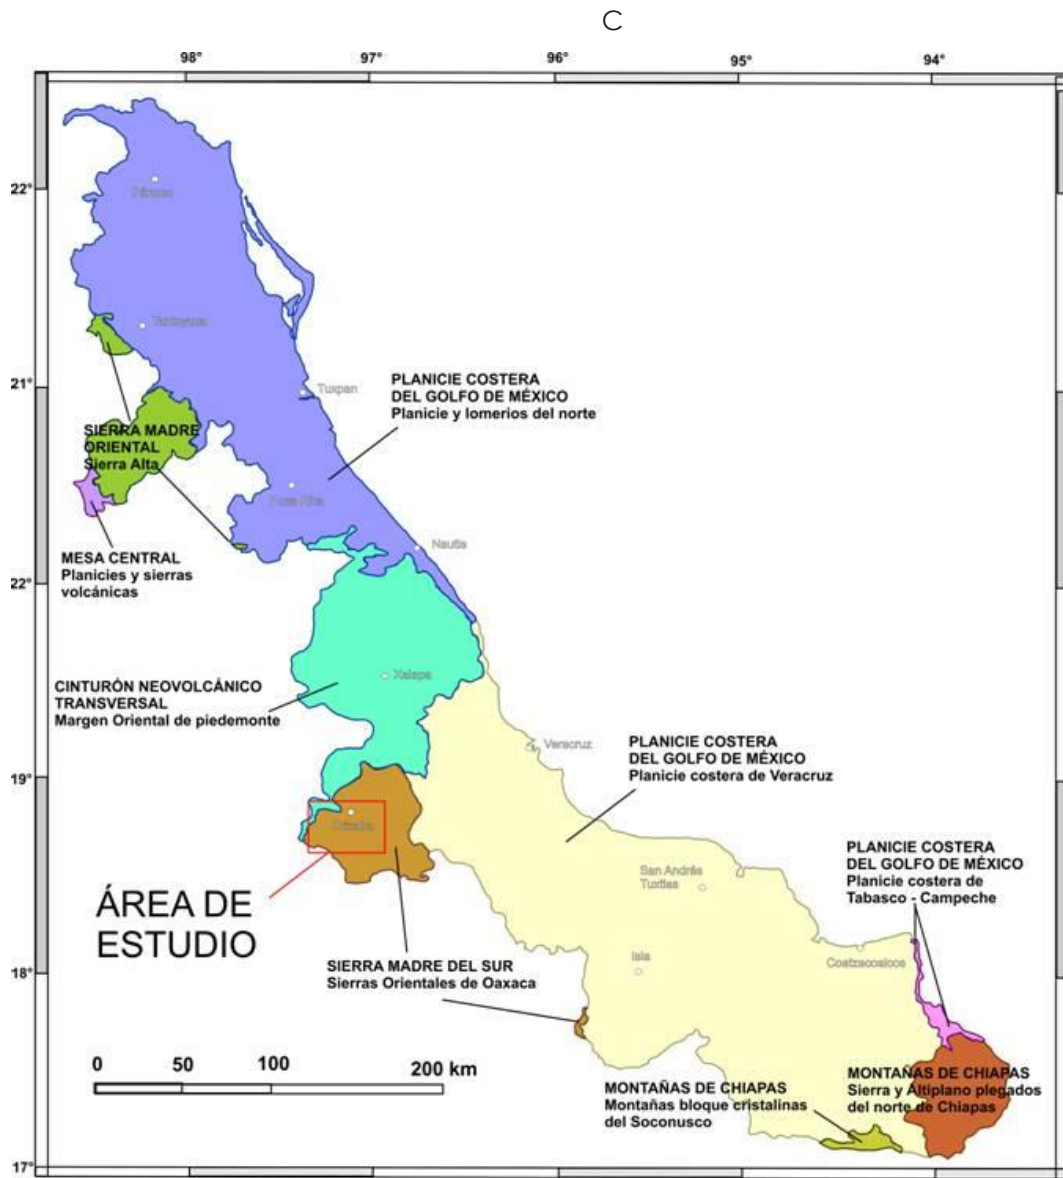 C
98° 97° 96° 95° 94°
22°
Pánuco
Tantoyuca
21°
Tuxpan
PLANICIE COSTERA
DEL GOLFO DE MÉXICO
Planicie y lomerios del norte
SIERRA MADRE
ORIENTAL
Sierra Alta
Poza Rica
Nautla
MESA CENTRAL
Planicies y sierras
volcánicas
22°
Xalapa
CINTURÓN NEOVOLCÁNICO
TRANSVERSAL
Margen Oriental de piedemonte
Veracruz
PLANICIE COSTERA
DEL GOLFO DE MÉXICO
Planicie costera de Veracruz
19°
Orizaba
PLANICIE COSTERA
DEL GOLFO DE MÉXICO
Planicie costera de
Tabasco - Campeche
San Andrés
Tuxtlas
ÁREA DE
ESTUDIO
SIERRA MADRE DEL SUR
Sierras Orientales de Oaxaca
Isla
Coatzacoalcos
18°
0 50 100 200 km
MONTAÑAS DE CHIAPAS
Montañas bloque cristalinas
del Soconusco
MONTAÑAS DE CHIAPAS
Sierra y Altiplano plegados
del norte de Chiapas
17°